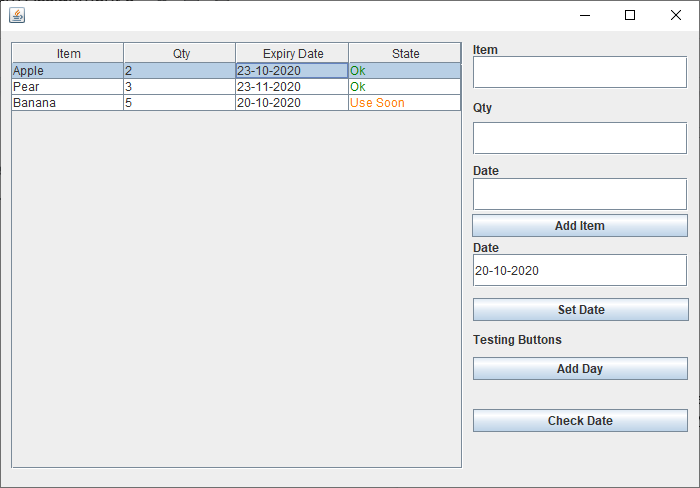 Item Qty Expiry Date State
Apple 2 23-10-2020 Ok
Pear 3 23-11-2020 Ok
Banana 5 20-10-2020 Use Soon
Item
Qty
Date
Add Item
Date
20-10-2020
Set Date
Testing Buttons
Add Day
Check Date